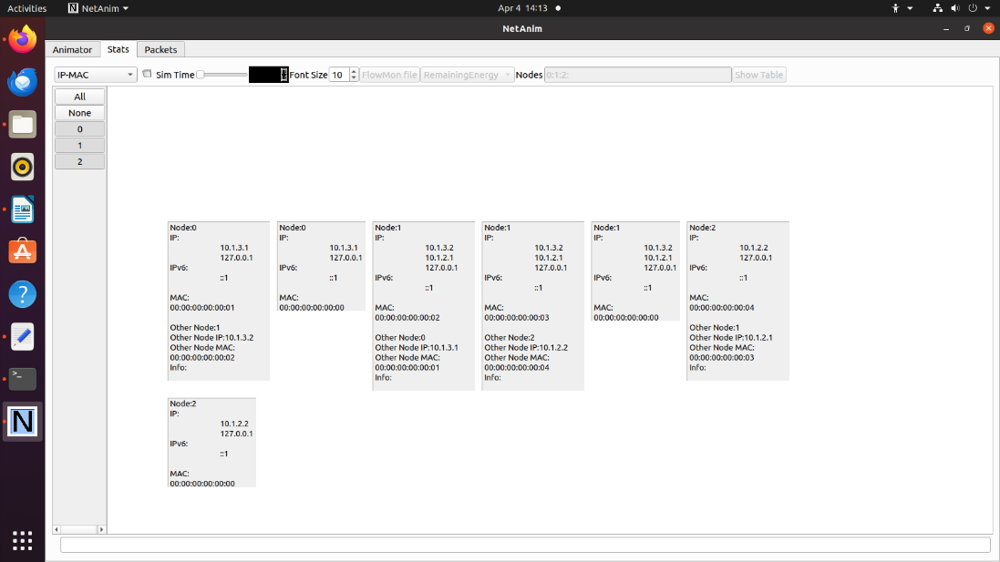 Activities
NetAnim
Apr 4 14:13
NetAnim
Animator
Stats
Packets
IP-MAC
Sim Time
Font Size
10
FlowMon file
RemainingEnergy
Nodes
0:1:2:
Show Table
All
None
0
1
2
Node:0
IP:
10.1.3.1
127.0.0.1
IPv6:
::1
MAC:
00:00:00:00:00:01
Other Node:1
Other Node IP:10.1.3.2
Other Node MAC:
00:00:00:00:00:02
Info:
Node:0
IP:
10.1.3.1
127.0.0.1
IPv6:
::1
MAC:
00:00:00:00:00:00
Node:1
IP:
10.1.3.2
10.1.2.1
127.0.0.1
IPv6:
::1
MAC:
00:00:00:00:00:02
Other Node:0
Other Node IP:10.1.3.1
Other Node MAC:
00:00:00:00:00:01
Info:
Node:1
IP:
10.1.3.2
10.1.2.1
127.0.0.1
IPv6:
::1
MAC:
00:00:00:00:00:03
Other Node:2
Other Node IP:10.1.2.2
Other Node MAC:
00:00:00:00:00:04
Info:
Node:1
IP:
10.1.3.2
10.1.2.1
127.0.0.1
IPv6:
::1
MAC:
00:00:00:00:00:00
Node:2
IP:
10.1.2.2
127.0.0.1
IPv6:
::1
MAC:
00:00:00:00:00:04
Other Node:1
Other Node IP:10.1.2.1
Other Node MAC:
00:00:00:00:00:03
Info:
Node:2
IP:
10.1.2.2
127.0.0.1
IPv6:
::1
MAC:
00:00:00:00:00:00